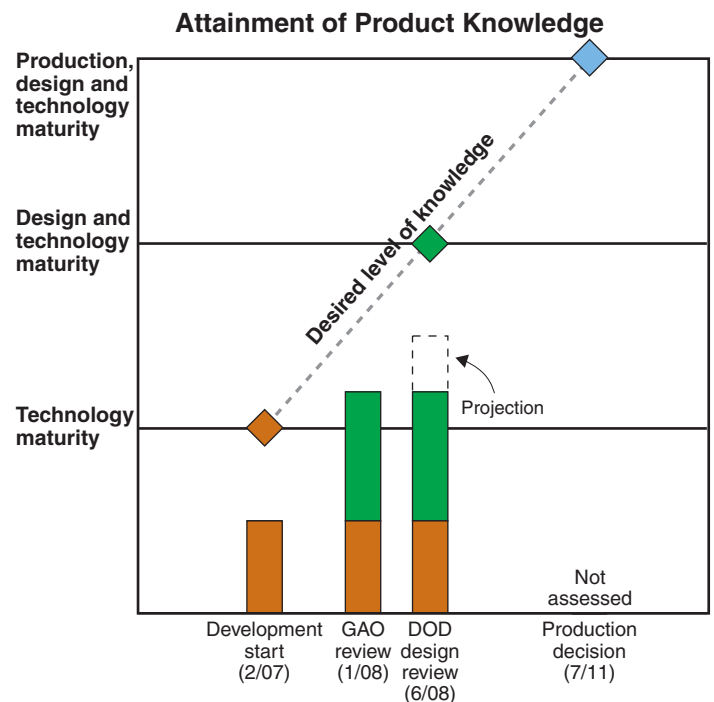 Attainment of Product Knowledge
Production,
design and
technology
maturity
Design and
technology
maturity
Desired level of knowledge
Technology
maturity
Projection
Not
assessed
Development
start
(2/07)
GAO
review
(1/08)
DOD
design
review
(6/08)
Production
decision
(7/11)